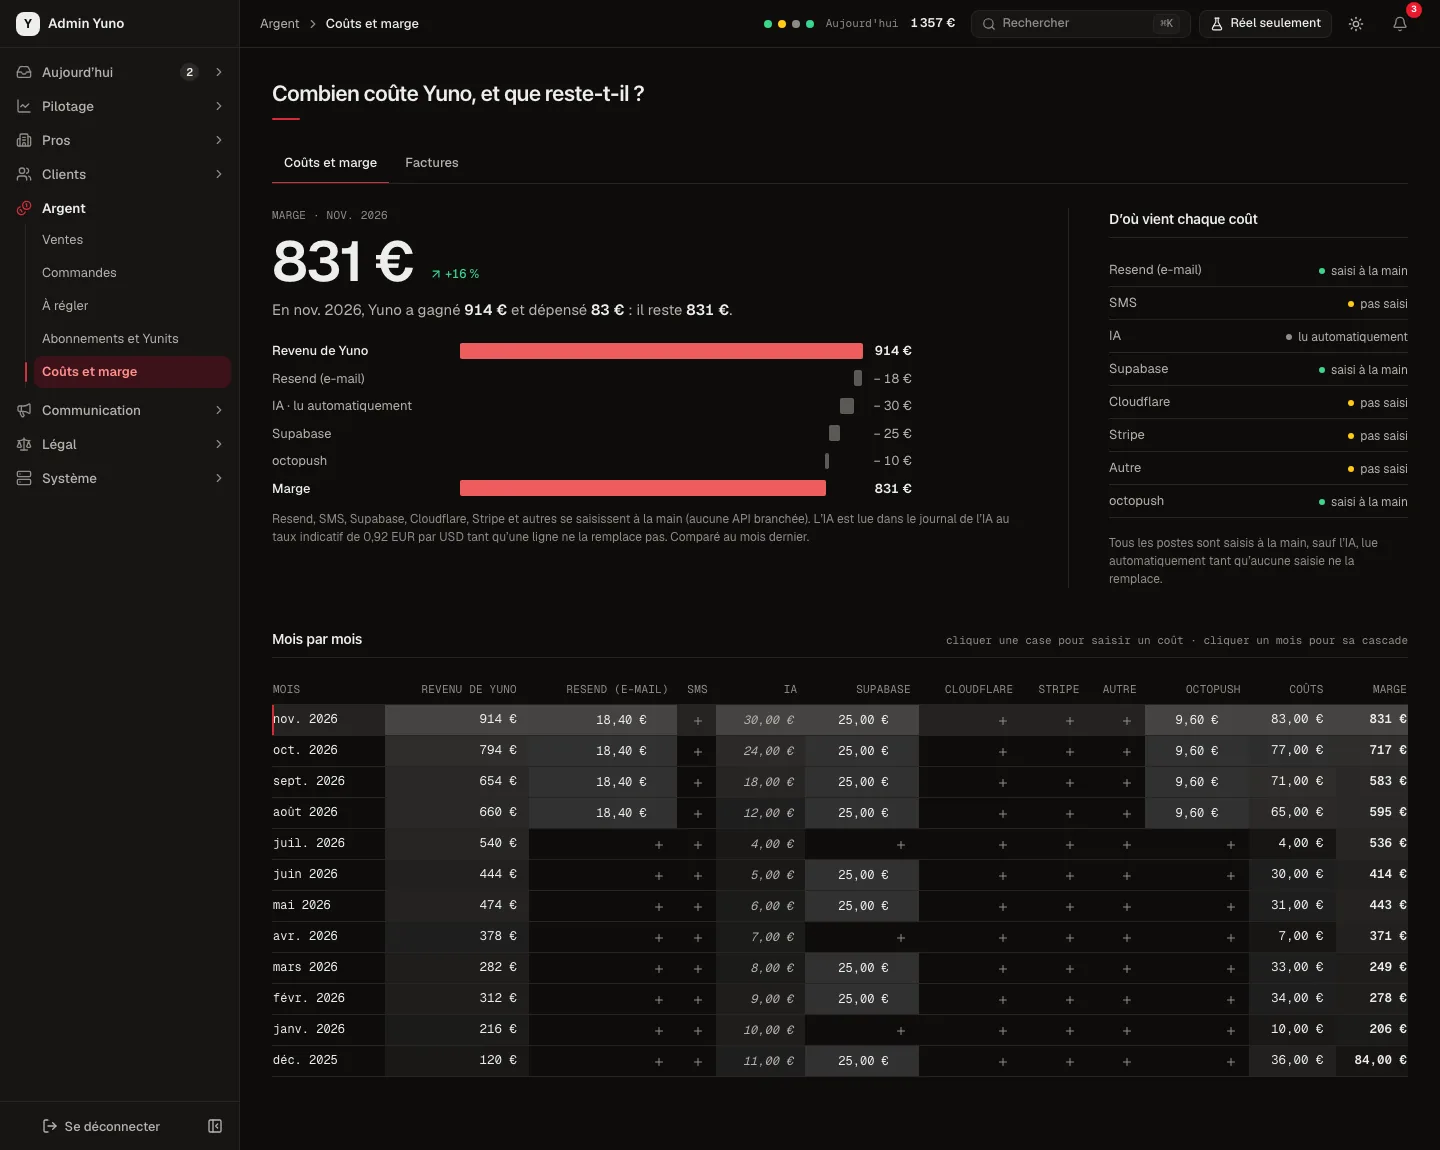 Y Admin Yuno
Argent > Coûts et marge
Aujourd'hui 1 357 €
Rechercher ⌘K
Réel seulement
3
Aujourd'hui 2
Pilotage
Pros
Clients
Argent
Ventes
Commandes
À régler
Abonnements et Yunits
Coûts et marge
Communication
Légal
Système
Se déconnecter
Combien coûte Yuno, et que reste-t-il ?
Coûts et marge Factures
MARGE · NOV. 2026
831 € +16 %
En nov. 2026, Yuno a gagné 914 € et dépensé 83 € : il reste 831 €.
Revenu de Yuno 914 €
Resend (e-mail) − 18 €
IA · lu automatiquement − 30 €
Supabase − 25 €
octopush − 10 €
Marge 831 €
Resend, SMS, Supabase, Cloudflare, Stripe et autres se saisissent à la main (aucune API branchée). L'IA est lue dans le journal de l'IA au
taux indicatif de 0,92 EUR par USD tant qu'une ligne ne la remplace pas. Comparé au mois dernier.
D'où vient chaque coût
Resend (e-mail) saisi à la main
SMS pas saisi
IA lu automatiquement
Supabase saisi à la main
Cloudflare pas saisi
Stripe pas saisi
Autre pas saisi
octopush saisi à la main
Tous les postes sont saisis à la main, sauf l'IA, lue
automatiquement tant qu'aucune saisie ne la
remplace.
Mois par mois
cliquer une case pour saisir un coût · cliquer un mois pour sa cascade
MOIS REVENU DE YUNO RESEND (E-MAIL) SMS IA SUPABASE CLOUDFLARE STRIPE AUTRE OCTOPUSH COÛTS MARGE
nov. 2026 914 € 18,40 € + 30,00 € 25,00 € + + + 9,60 € 83,00 € 831 €
oct. 2026 794 € 18,40 € + 24,00 € 25,00 € + + + 9,60 € 77,00 € 717 €
sept. 2026 654 € 18,40 € + 18,00 € 25,00 € + + + 9,60 € 71,00 € 583 €
août 2026 660 € 18,40 € + 12,00 € 25,00 € + + + 9,60 € 65,00 € 595 €
juil. 2026 540 € + + 4,00 € + + + + + 4,00 € 536 €
juin 2026 444 € + + 5,00 € 25,00 € + + + + 30,00 € 414 €
mai 2026 474 € + + 6,00 € 25,00 € + + + + 31,00 € 443 €
avr. 2026 378 € + + 7,00 € + + + + + 7,00 € 371 €
mars 2026 282 € + + 8,00 € 25,00 € + + + + 33,00 € 249 €
févr. 2026 312 € + + 9,00 € 25,00 € + + + + 34,00 € 278 €
janv. 2026 216 € + + 10,00 € + + + + + 10,00 € 206 €
déc. 2025 120 € + + 11,00 € 25,00 € + + + + 36,00 € 84,00 €